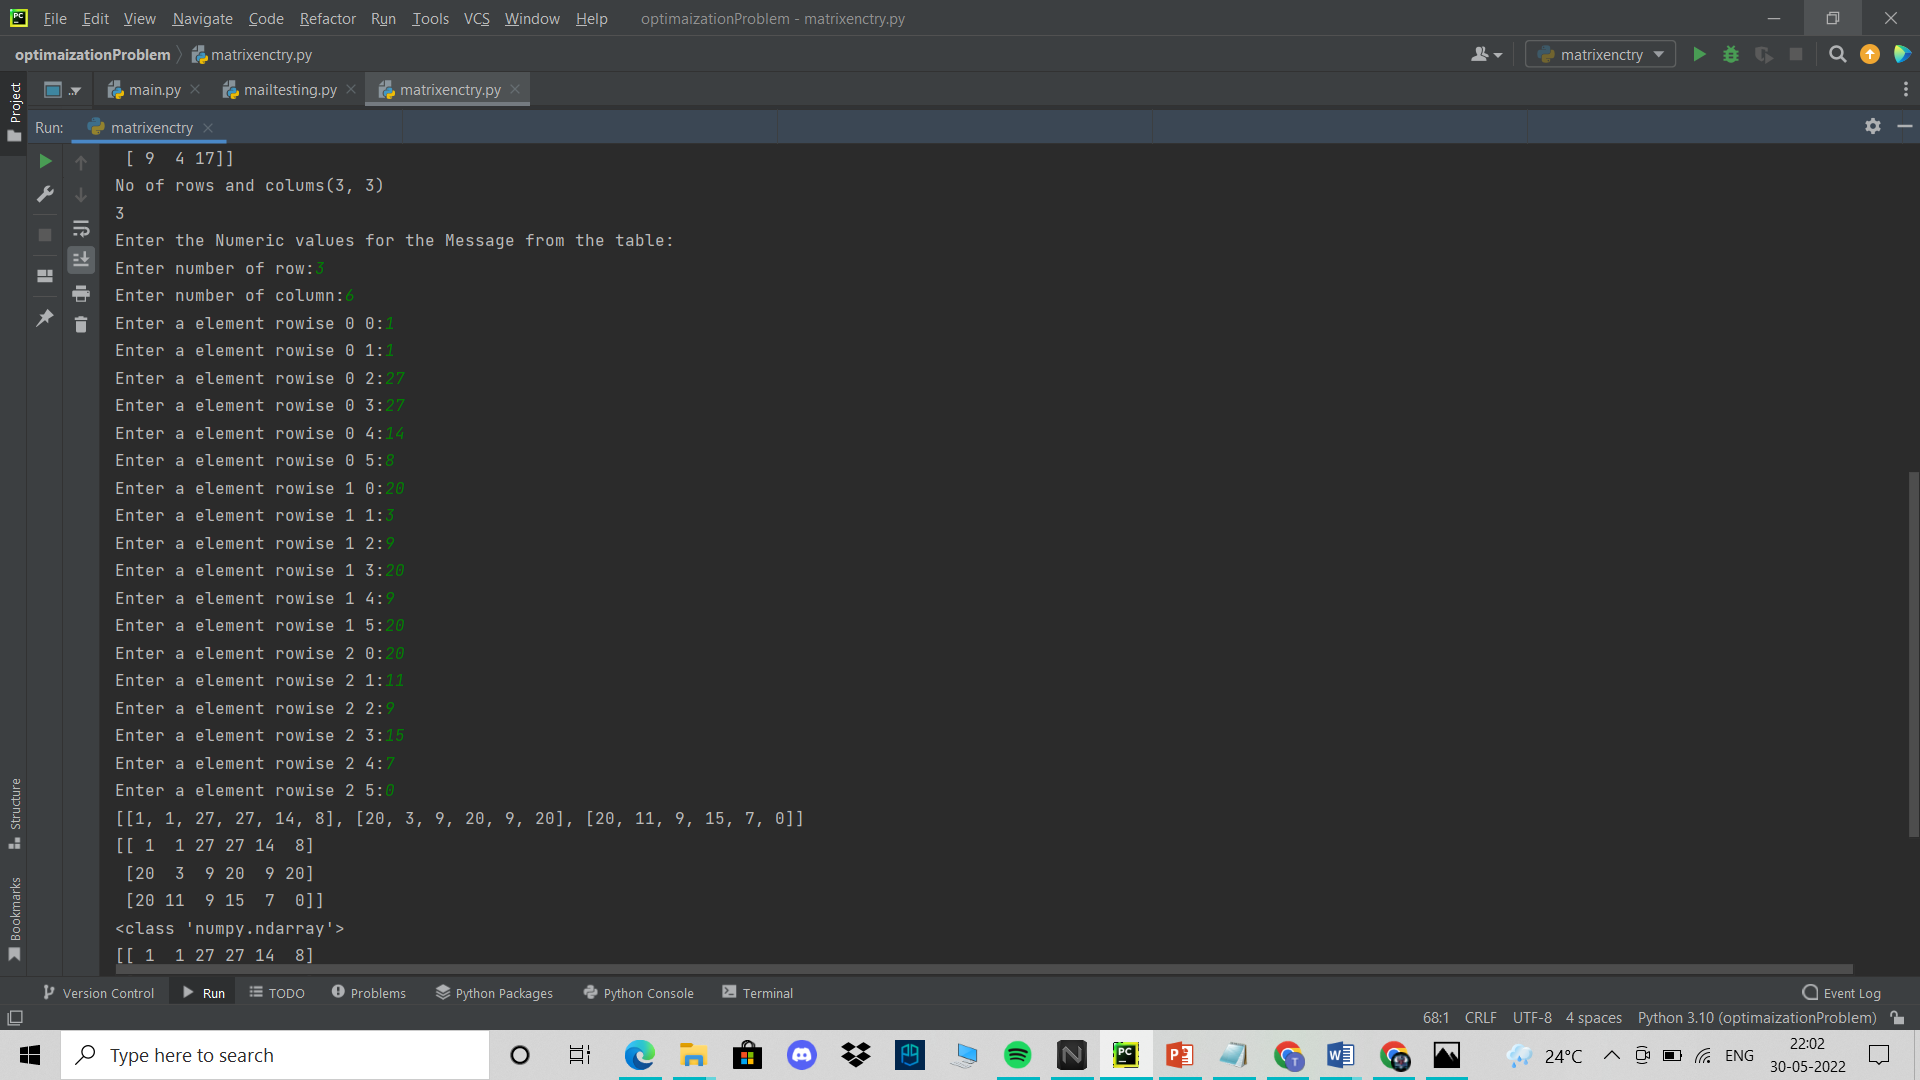 PC File Edit View Navigate Code Refactor Run Tools VCS Window Help optimaizationProblem - matrixenctry.py
optimaizationProblem matrixenctry.py matrixenctry
Project main.py mailtesting.py matrixenctry.py
Run: matrixenctry
[ 9  4 17]]
No of rows and colums(3, 3)
3
Enter the Numeric values for the Message from the table:
Enter number of row:3
Enter number of column:6
Enter a element rowise 0 0:1
Enter a element rowise 0 1:1
Enter a element rowise 0 2:27
Enter a element rowise 0 3:27
Enter a element rowise 0 4:14
Enter a element rowise 0 5:8
Enter a element rowise 1 0:20
Enter a element rowise 1 1:3
Enter a element rowise 1 2:9
Enter a element rowise 1 3:20
Enter a element rowise 1 4:9
Enter a element rowise 1 5:20
Enter a element rowise 2 0:20
Enter a element rowise 2 1:11
Enter a element rowise 2 2:9
Enter a element rowise 2 3:15
Enter a element rowise 2 4:7
Enter a element rowise 2 5:0
[[1, 1, 27, 27, 14, 8], [20, 3, 9, 20, 9, 20], [20, 11, 9, 15, 7, 0]]
[[ 1  1 27 27 14  8]
[20  3  9 20  9 20]
[20 11  9 15  7  0]]
<class 'numpy.ndarray'>
[[ 1  1 27 27 14  8]
Structure
Bookmarks
Version Control Run TODO Problems Python Packages Python Console Terminal Event Log
68:1 CRLF UTF-8 4 spaces Python 3.10 (optimaizationProblem)
Type here to search 24°C ENG 22:02
30-05-2022